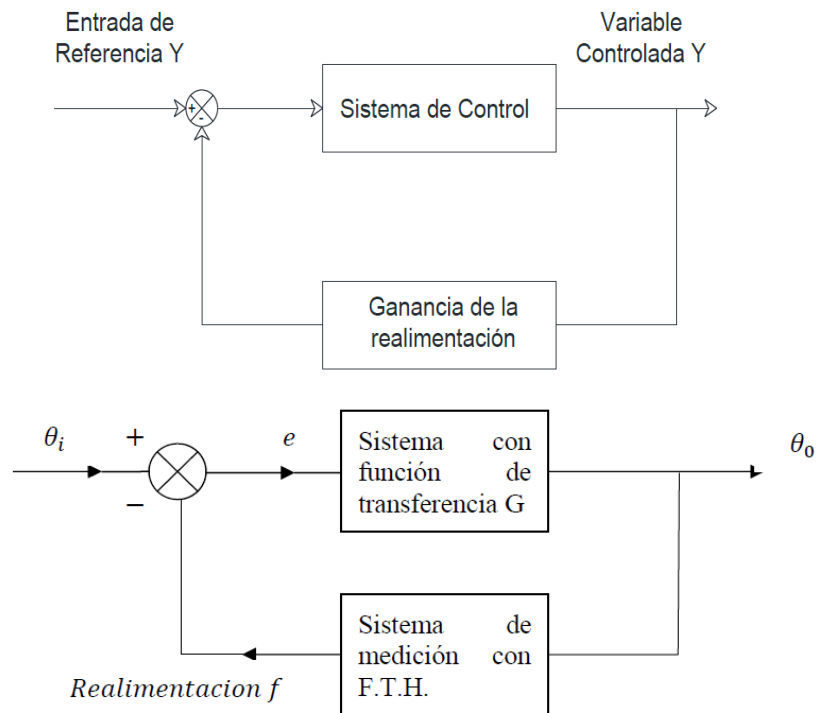 Entrada de
Referencia Y
Variable
Controlada Y
+
-
Sistema de Control
Ganancia de la
realimentación
θᵢ
+
−
e
Sistema con
función de
transferencia G
θ₀
Sistema de
medición con
F.T.H.
Realimentacion f